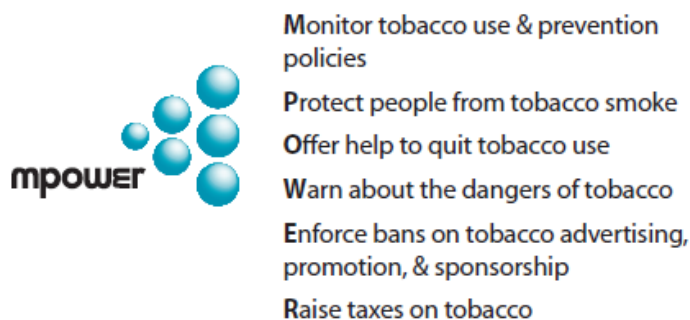 mpower
Monitor tobacco use & prevention
policies
Protect people from tobacco smoke
Offer help to quit tobacco use
Warn about the dangers of tobacco
Enforce bans on tobacco advertising,
promotion, & sponsorship
Raise taxes on tobacco